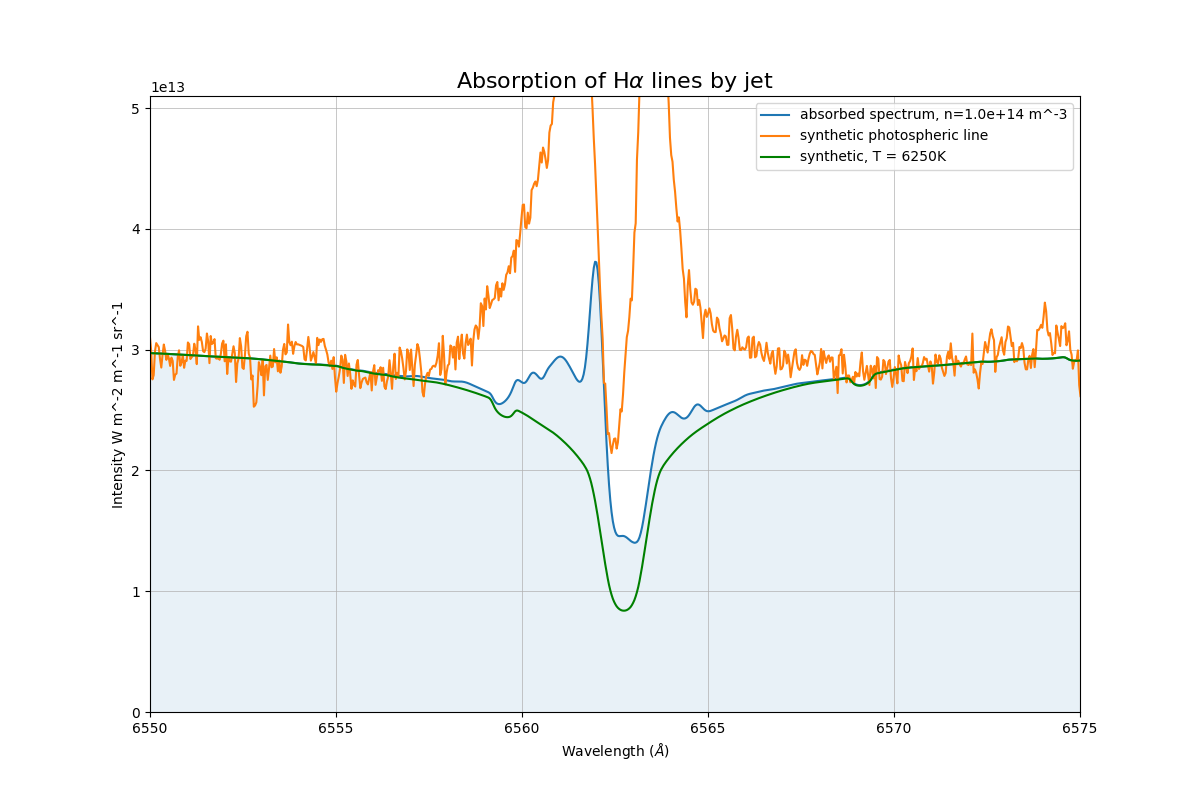 Absorption of Hα lines by jet
1e13
absorbed spectrum, n=1.0e+14 m^-3
synthetic photospheric line
synthetic, T = 6250K
5
4
3
2
1
0
Intensity W m^-2 m^-1 sr^-1
6550 6555 6560 6565 6570 6575
Wavelength (Å)